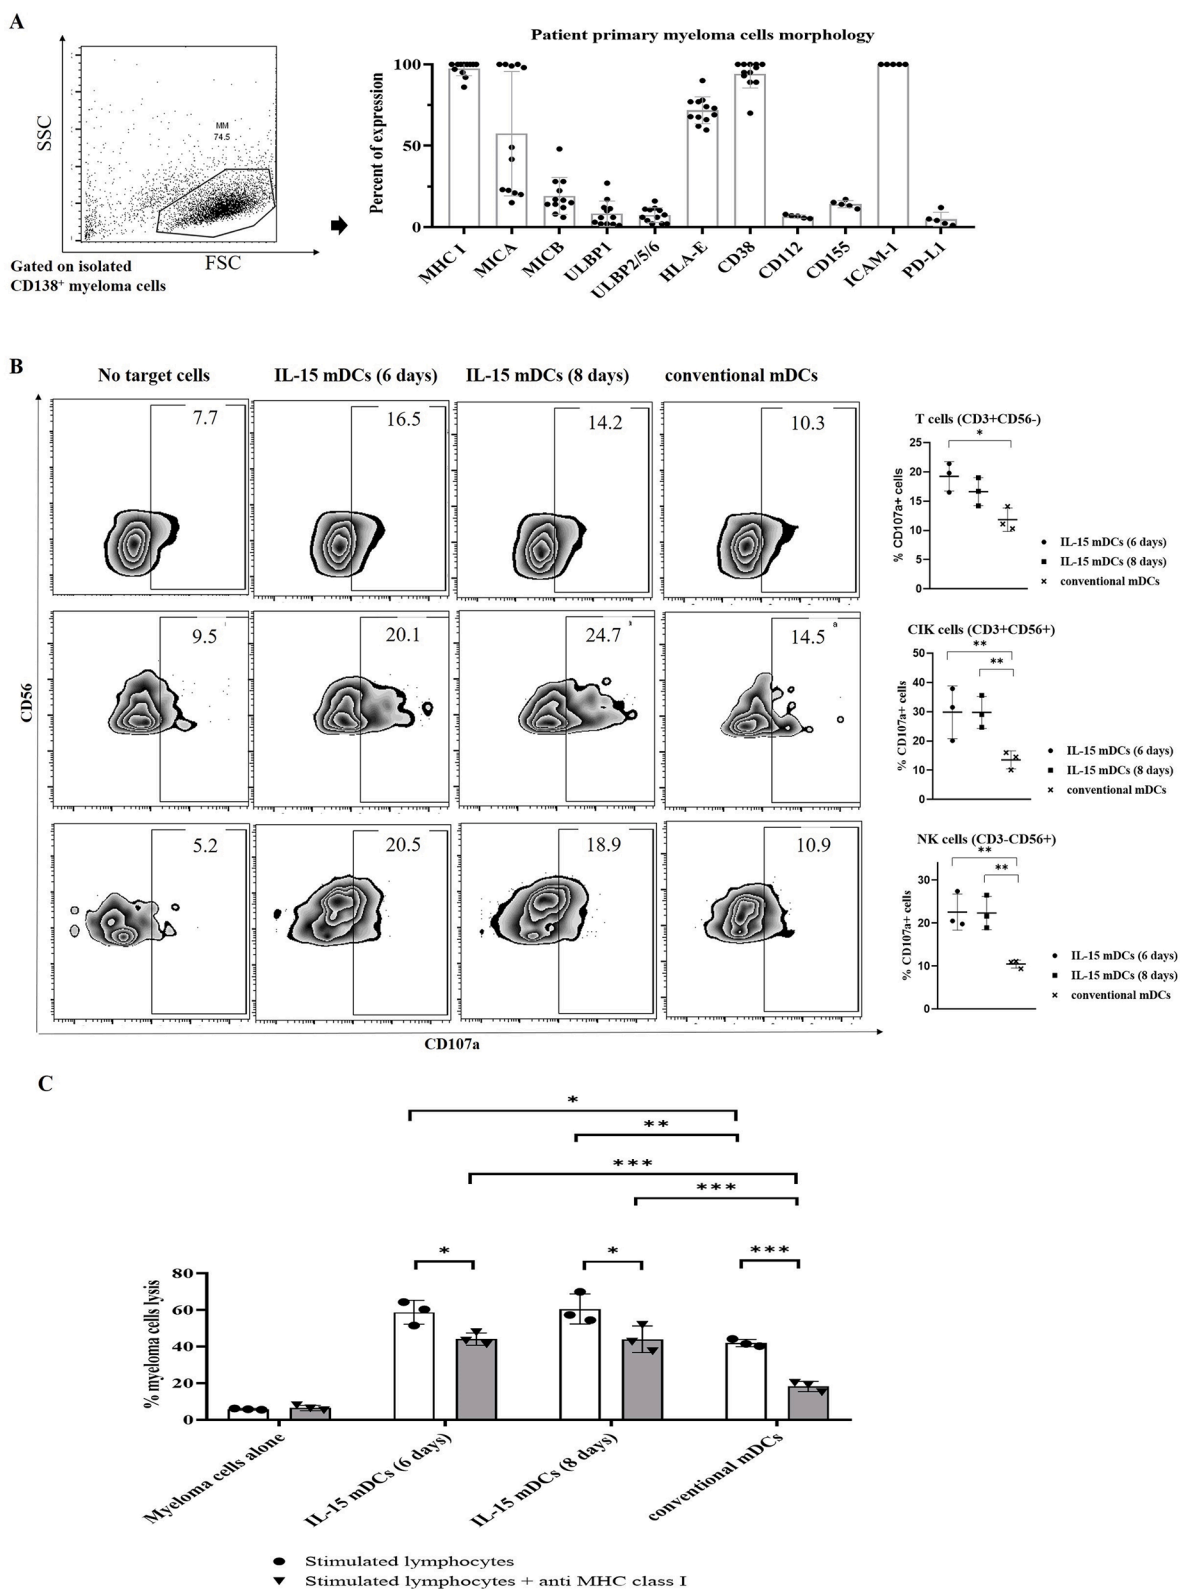 A
Patient primary myeloma cells morphology
SSC
MM
74.5
FSC
Gated on isolated
CD138+ myeloma cells
Percent of expression
100
50
0
MHC I
MICA
MICB
ULBP1
ULBP2/5/6
HLA-E
CD38
CD112
CD155
ICAM-1
PD-L1
B
No target cells
IL-15 mDCs (6 days)
IL-15 mDCs (8 days)
conventional mDCs
7.7
16.5
14.2
10.3
9.5
20.1
24.7
14.5
a
5.2
20.5
18.9
10.9
CD56
CD107a
T cells (CD3+CD56-)
*
% CD107a+ cells
25
20
15
10
5
0
IL-15 mDCs (6 days)
IL-15 mDCs (8 days)
conventional mDCs
CIK cells (CD3+CD56+)
**
**
% CD107a+ cells
50
40
30
20
10
0
IL-15 mDCs (6 days)
IL-15 mDCs (8 days)
conventional mDCs
NK cells (CD3-CD56+)
**
**
% CD107a+ cells
30
20
10
0
IL-15 mDCs (6 days)
IL-15 mDCs (8 days)
conventional mDCs
C
*
**
***
***
*
*
***
% myeloma cells lysis
80
60
40
20
0
Myeloma cells alone
IL-15 mDCs (6 days)
IL-15 mDCs (8 days)
conventional mDCs
Stimulated lymphocytes
Stimulated lymphocytes + anti MHC class I